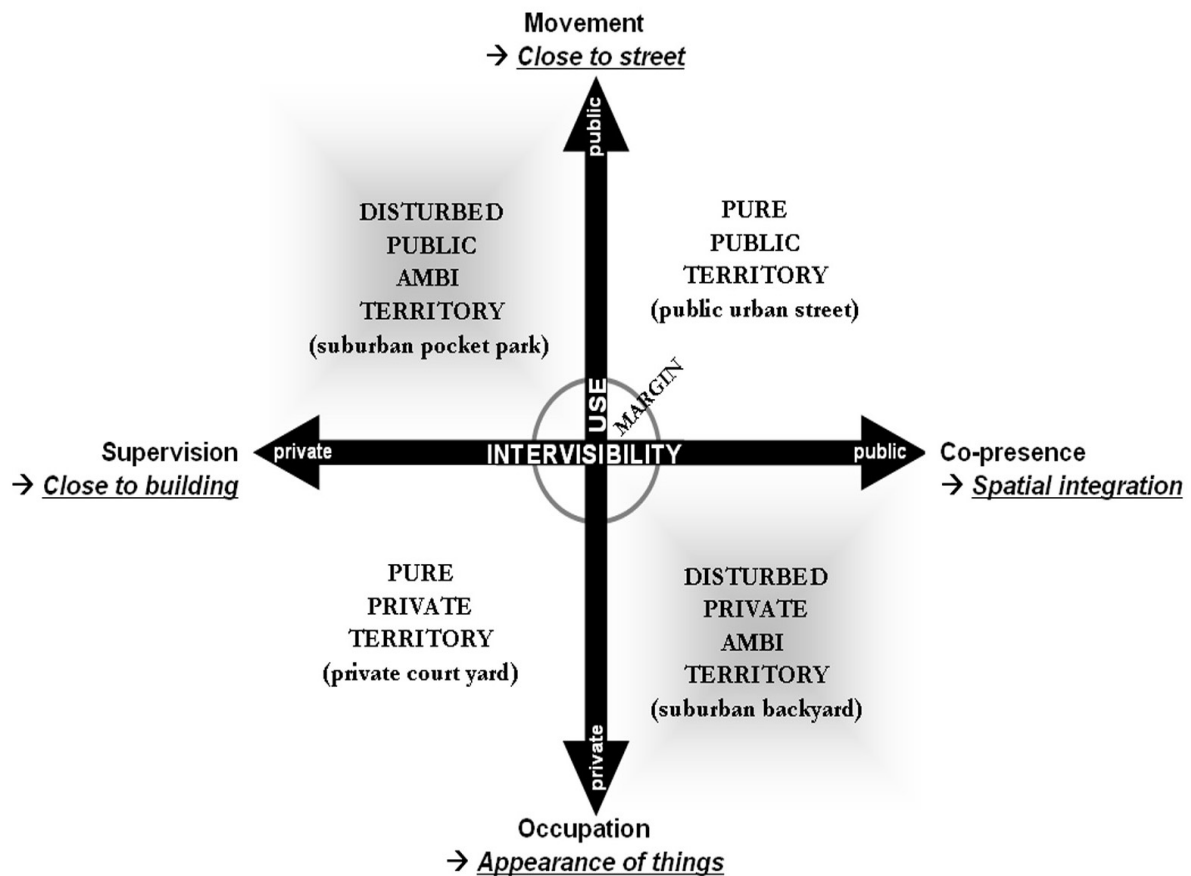 Movement
→ Close to street
public
DISTURBED
PUBLIC
AMBI
TERRITORY
(suburban pocket park)
PURE
PUBLIC
TERRITORY
(public urban street)
USE
MARGIN
Supervision
→ Close to building
private
INTERVISIBILITY
public
Co-presence
→ Spatial integration
PURE
PRIVATE
TERRITORY
(private court yard)
DISTURBED
PRIVATE
AMBI
TERRITORY
(suburban backyard)
private
Occupation
→ Appearance of things